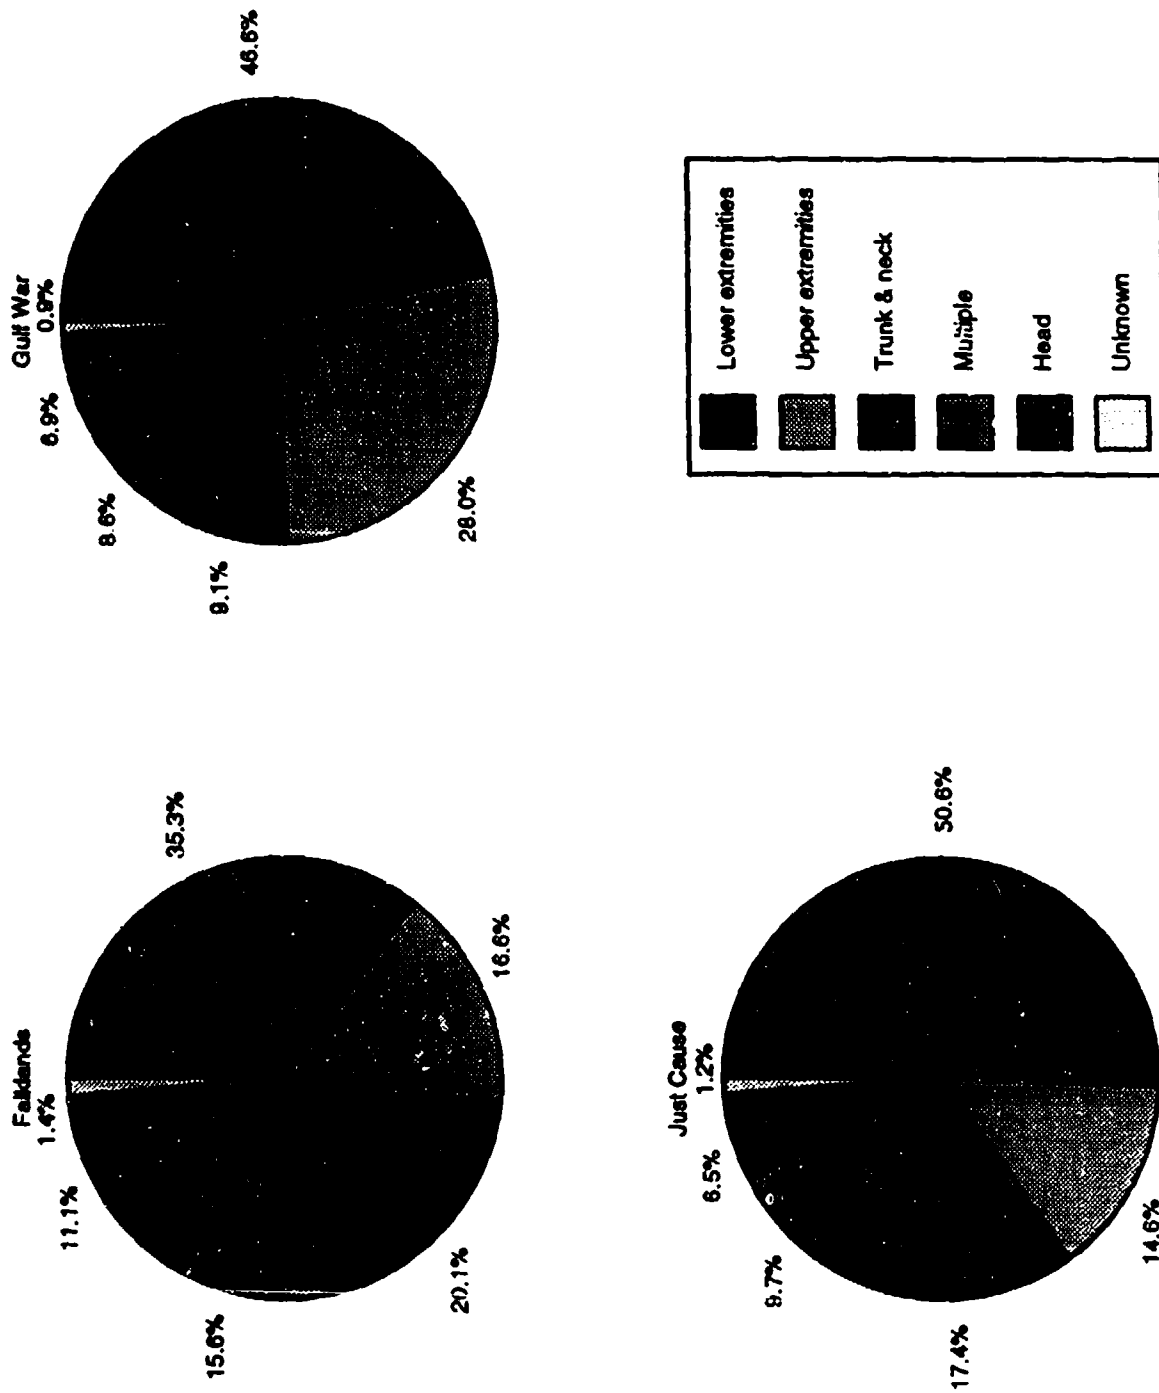 Falklands
1.4%
35.3%
16.6%
20.1%
15.6%
11.1%
Gulf War
0.9%
46.6%
28.0%
9.1%
8.6%
6.9%
Just Cause
1.2%
50.6%
14.6%
17.4%
9.7%
6.5%
Lower extremities
Upper extremities
Trunk & neck
Multiple
Head
Unknown